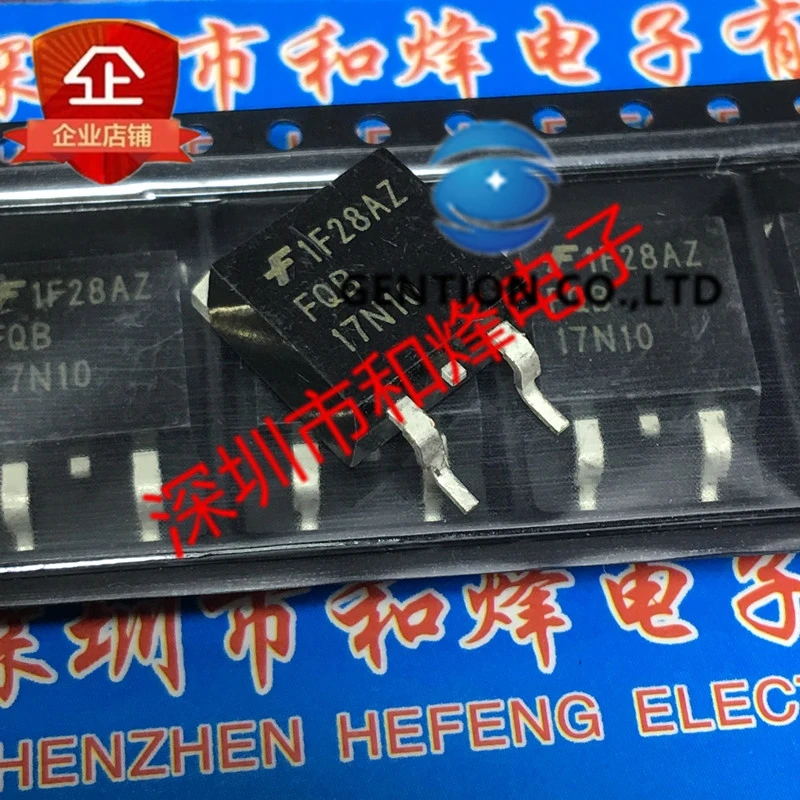 深圳市和烽电子有
企
企业店铺
1F28AZ
FQB
17N10
GENTION CO.,LTD
1F28AZ
FQB
17N10
1F28AZ
17N10
深圳市和烽电子
深圳市和烽电子
SHENZHEN HEFENG ELECT